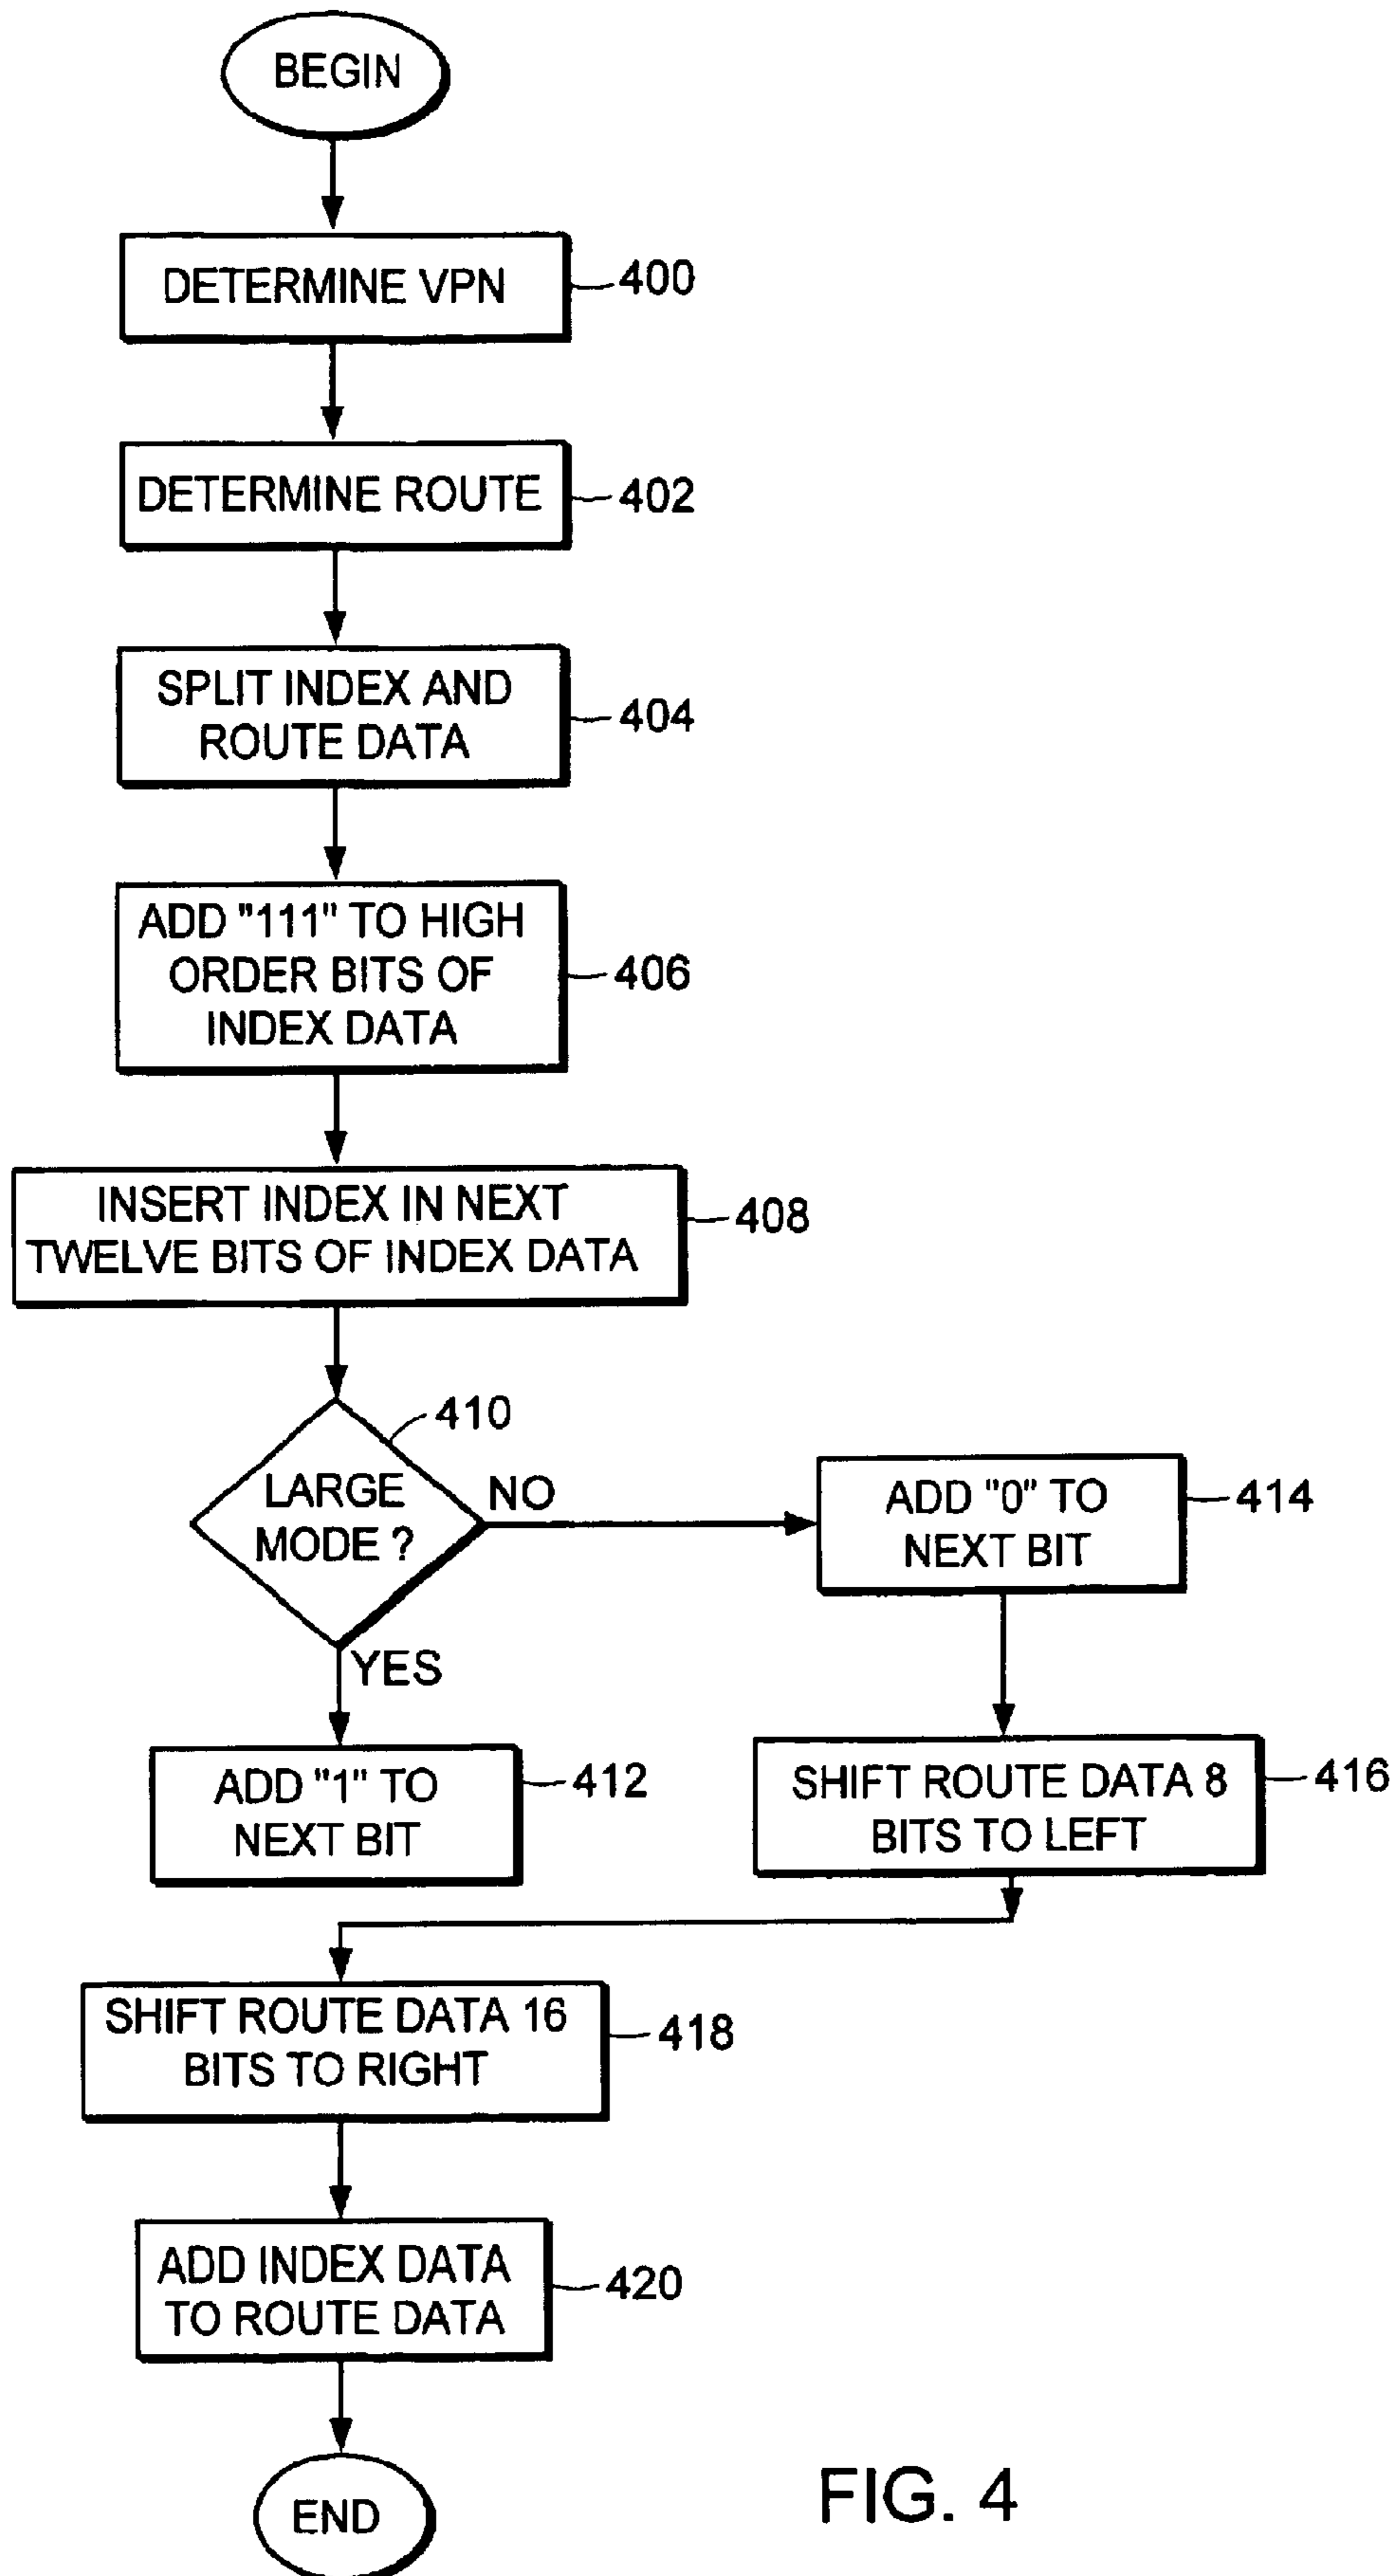 BEGIN
DETERMINE VPN
400
DETERMINE ROUTE
402
SPLIT INDEX AND
ROUTE DATA
404
ADD "111" TO HIGH
ORDER BITS OF
INDEX DATA
406
INSERT INDEX IN NEXT
TWELVE BITS OF INDEX DATA
408
410
LARGE
MODE ?
NO
YES
ADD "0" TO
NEXT BIT
414
ADD "1" TO
NEXT BIT
412
SHIFT ROUTE DATA 8
BITS TO LEFT
416
SHIFT ROUTE DATA 16
BITS TO RIGHT
418
ADD INDEX DATA
TO ROUTE DATA
420
END
FIG. 4